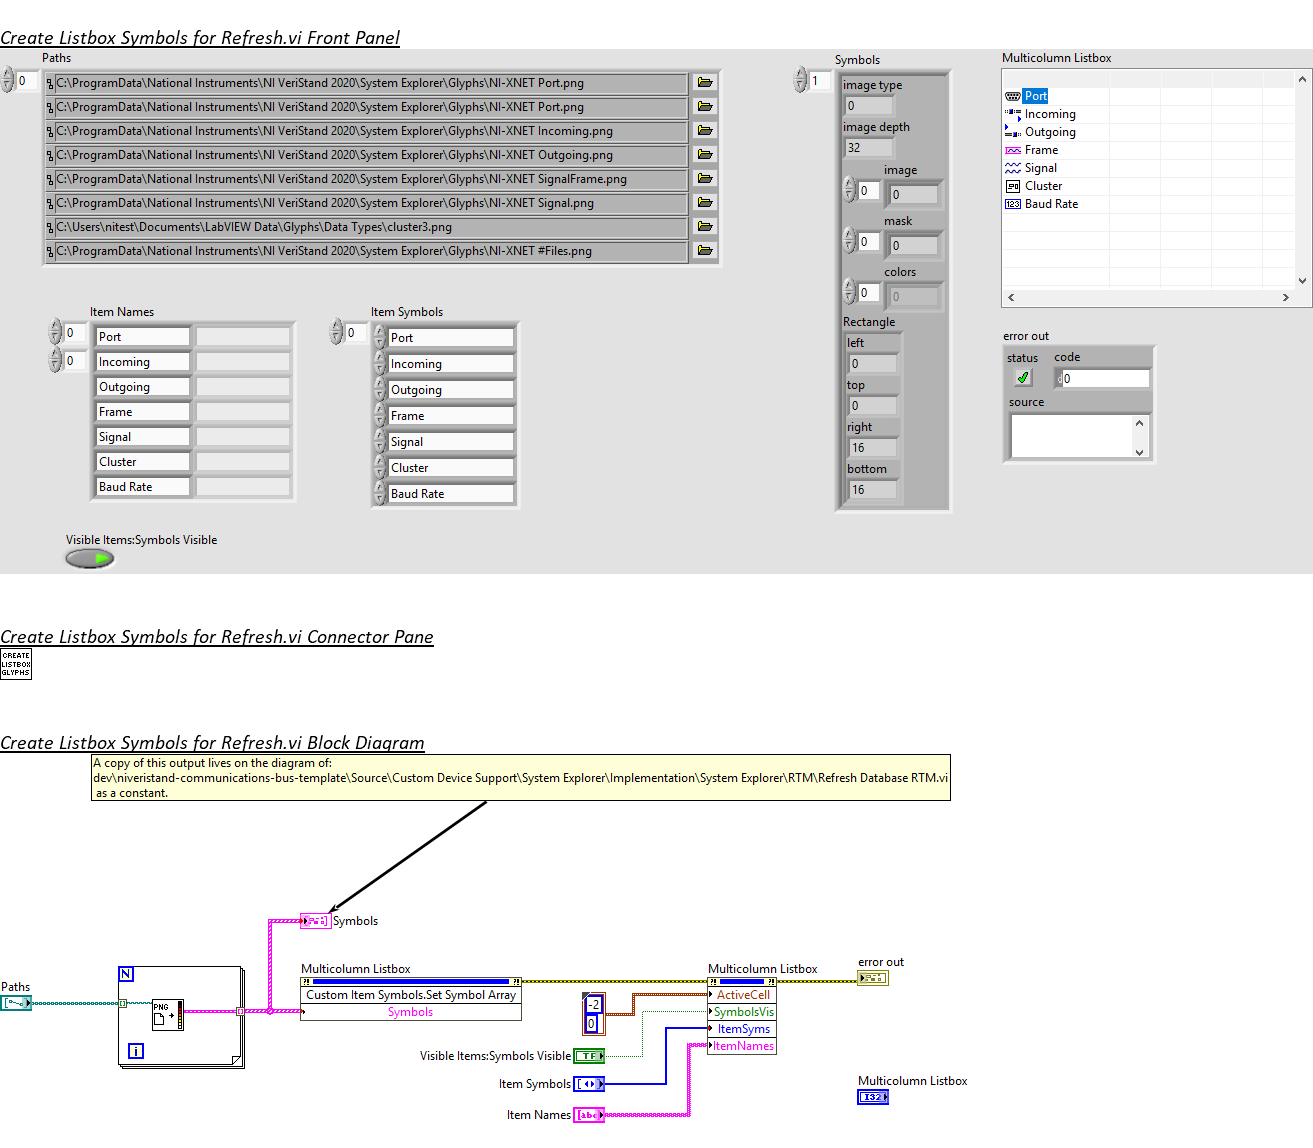 Create Listbox Symbols for Refresh.vi Front Panel
Paths
0
C:\ProgramData\National Instruments\NI VeriStand 2020\System Explorer\Glyphs\NI-XNET Port.png
C:\ProgramData\National Instruments\NI VeriStand 2020\System Explorer\Glyphs\NI-XNET Port.png
C:\ProgramData\National Instruments\NI VeriStand 2020\System Explorer\Glyphs\NI-XNET Incoming.png
C:\ProgramData\National Instruments\NI VeriStand 2020\System Explorer\Glyphs\NI-XNET Outgoing.png
C:\ProgramData\National Instruments\NI VeriStand 2020\System Explorer\Glyphs\NI-XNET SignalFrame.png
C:\ProgramData\National Instruments\NI VeriStand 2020\System Explorer\Glyphs\NI-XNET Signal.png
C:\Users\nitest\Documents\LabVIEW Data\Glyphs\Data Types\cluster3.png
C:\ProgramData\National Instruments\NI VeriStand 2020\System Explorer\Glyphs\NI-XNET #Files.png
Item Names
0
0
Port
Incoming
Outgoing
Frame
Signal
Cluster
Baud Rate
Item Symbols
0
Port
Incoming
Outgoing
Frame
Signal
Cluster
Baud Rate
Visible Items:Symbols Visible
Symbols
1
image type
0
image depth
32
image
0
0
mask
0
0
colors
0
0
Rectangle
left
0
top
0
right
16
bottom
16
Multicolumn Listbox
Port
Incoming
Outgoing
Frame
Signal
Cluster
123 Baud Rate
error out
status code
d 0
source
Create Listbox Symbols for Refresh.vi Connector Pane
CREATE
LISTBOX
GLYPHS
Create Listbox Symbols for Refresh.vi Block Diagram
A copy of this output lives on the diagram of:
dev\niveristand-communications-bus-template\Source\Custom Device Support\System Explorer\Implementation\System Explorer\RTM\Refresh Database RTM.vi
as a constant.
Symbols
Paths
N
PNG
i
Multicolumn Listbox
?! ?!
Custom Item Symbols.Set Symbol Array
Symbols
-2
0
Visible Items:Symbols Visible
TF
Item Symbols
Item Names
abc
Multicolumn Listbox
?! ?!
ActiveCell
SymbolsVis
ItemSyms
ItemNames
error out
Multicolumn Listbox
I32